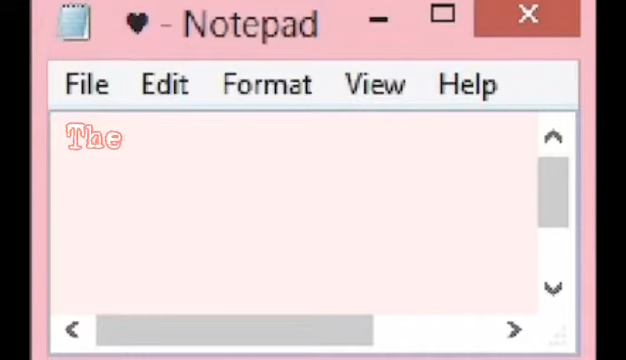 ♥ - Notepad
File Edit Format View Help
The